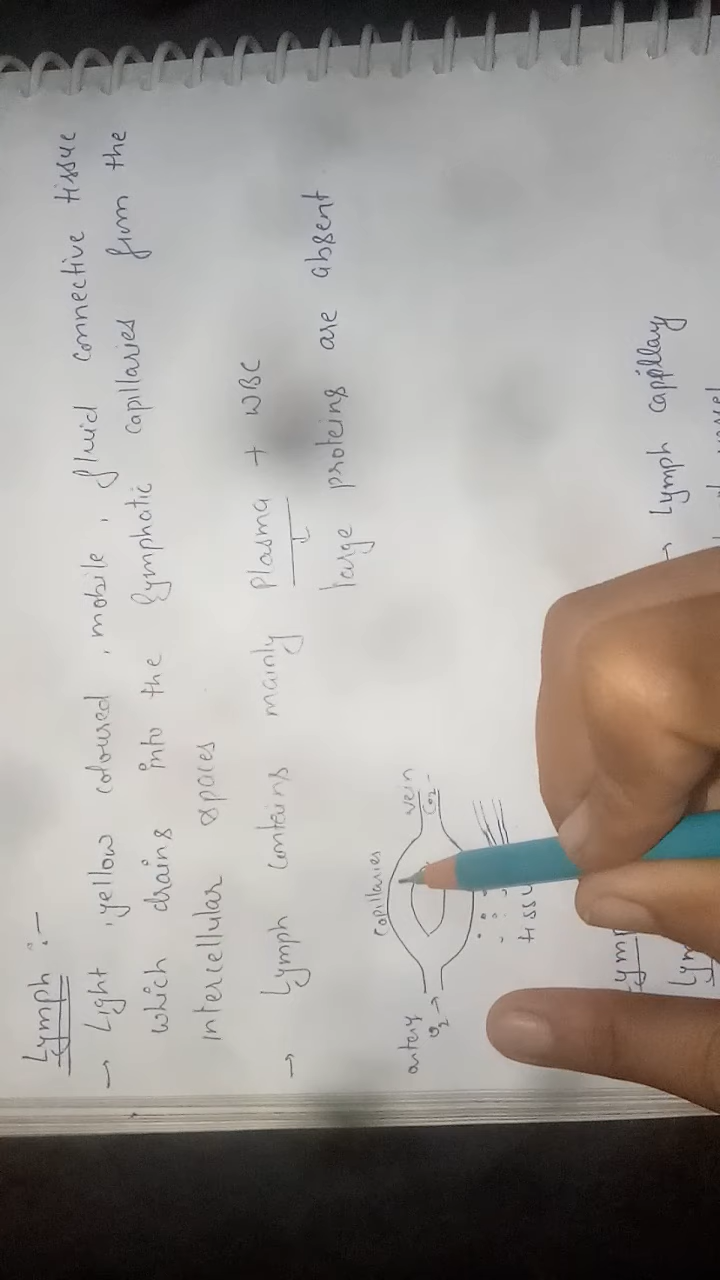 Lymph :-
→ Light, yellow coloured, mobile, fluid connective tissue
which drains into the lymphatic capillaries from the
intercellular spaces
→ Lymph contains mainly plasma + WBC
large proteins are absent
Capillaries
artery
vein
O2 →
CO2
→ Lymph capillary